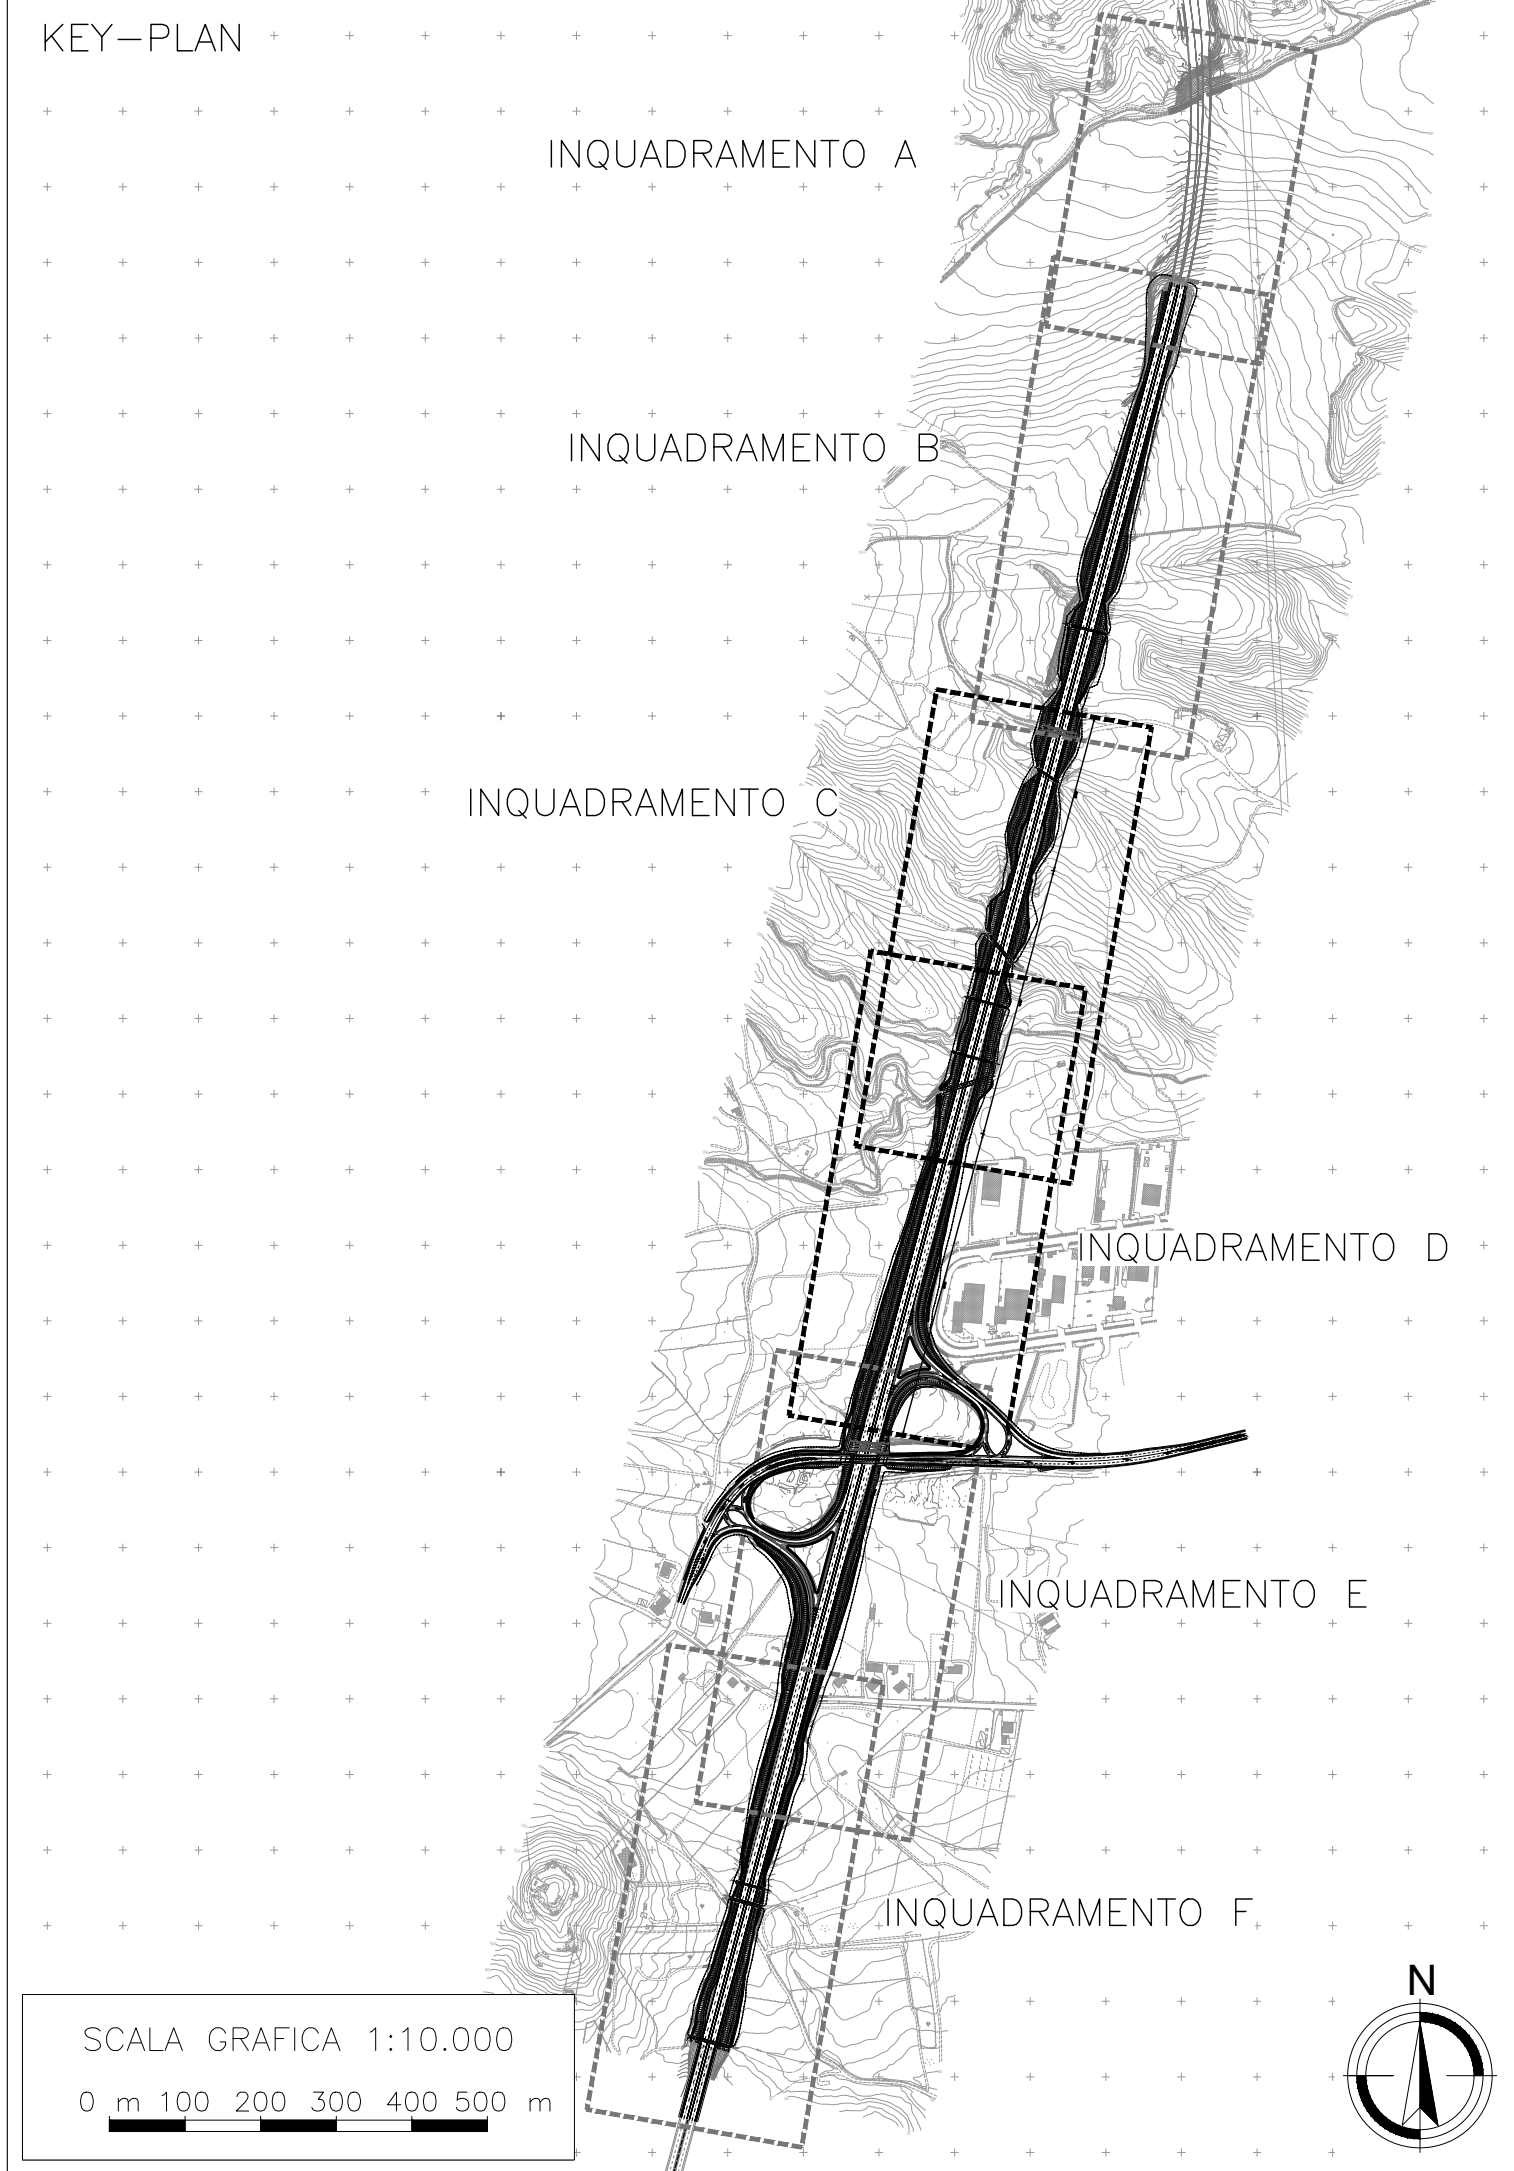 KEY-PLAN
INQUADRAMENTO A
INQUADRAMENTO B
INQUADRAMENTO C
INQUADRAMENTO D
INQUADRAMENTO E
INQUADRAMENTO F
N
SCALA GRAFICA 1:10.000
0 m 100 200 300 400 500 m